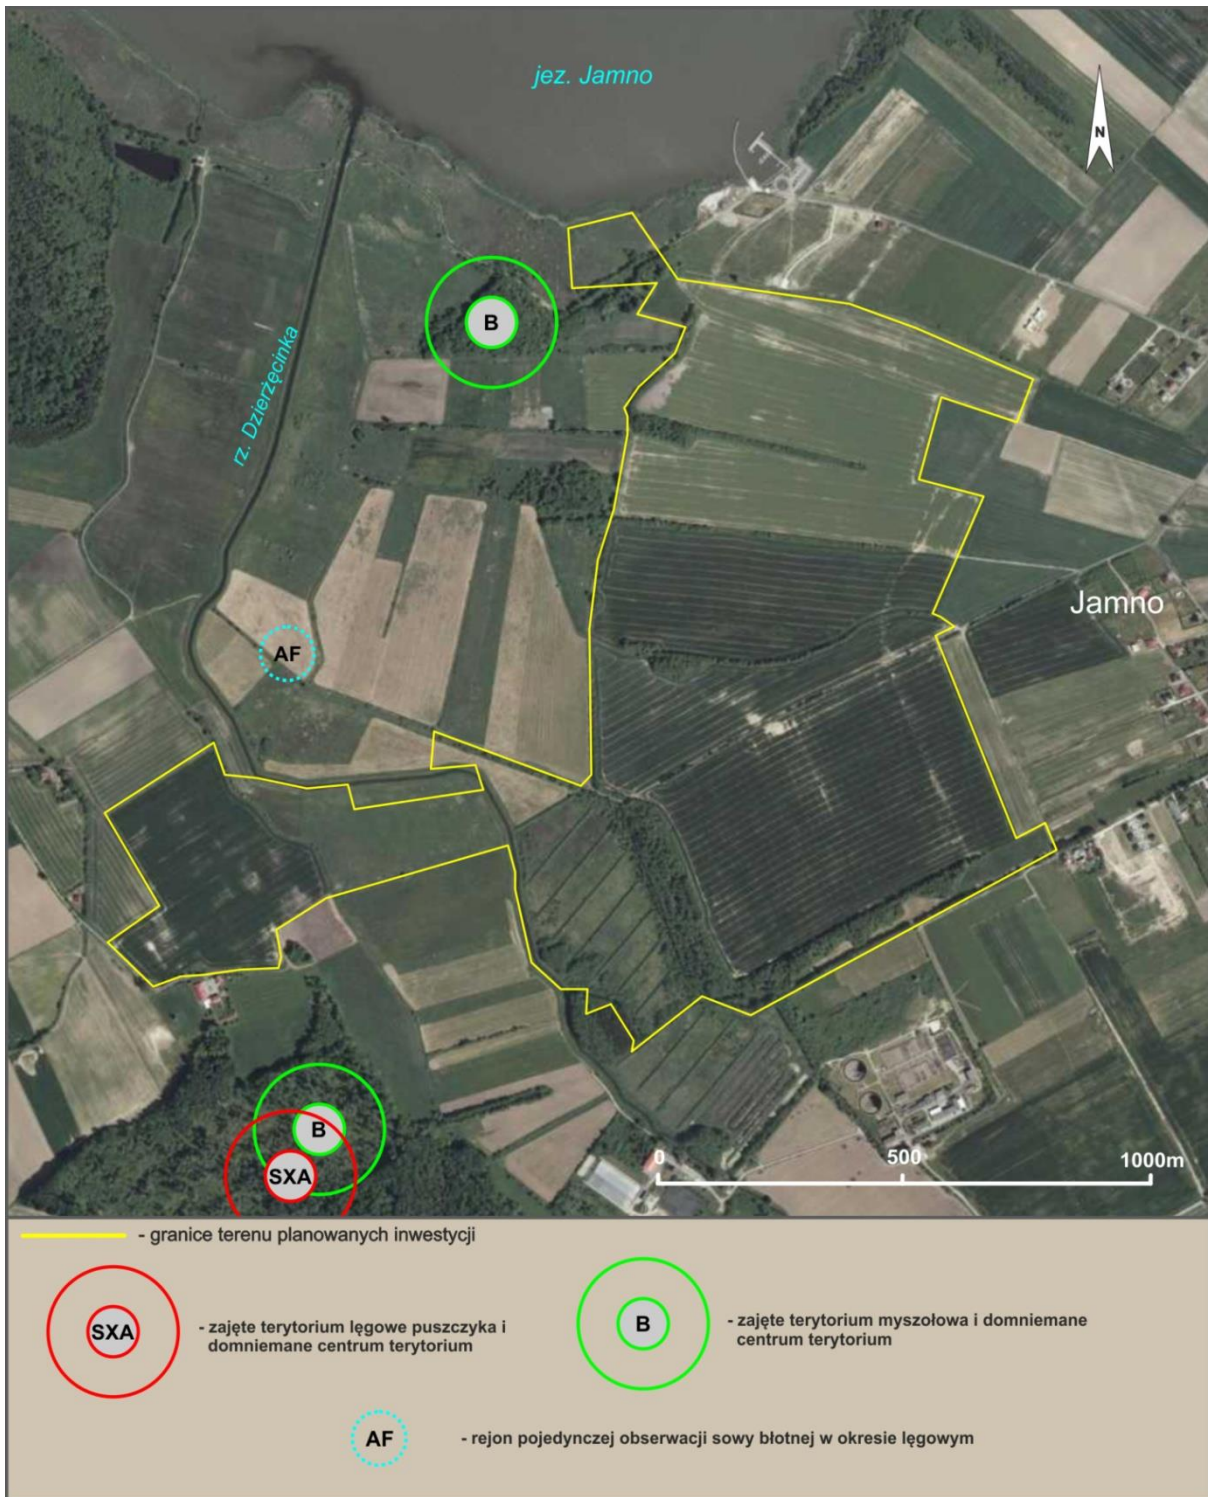 jez. Jamno
N
B
rz. Dzierżęcinka
Jamno
AF
B
SXA
0 500 1000m
- granice terenu planowanych inwestycji
SXA
- zajęte terytorium lęgowe puszczyka i
domniemane centrum terytorium
B
- zajęte terytorium myszołowa i domniemane
centrum terytorium
AF
- rejon pojedynczej obserwacji sowy błotnej w okresie lęgowym